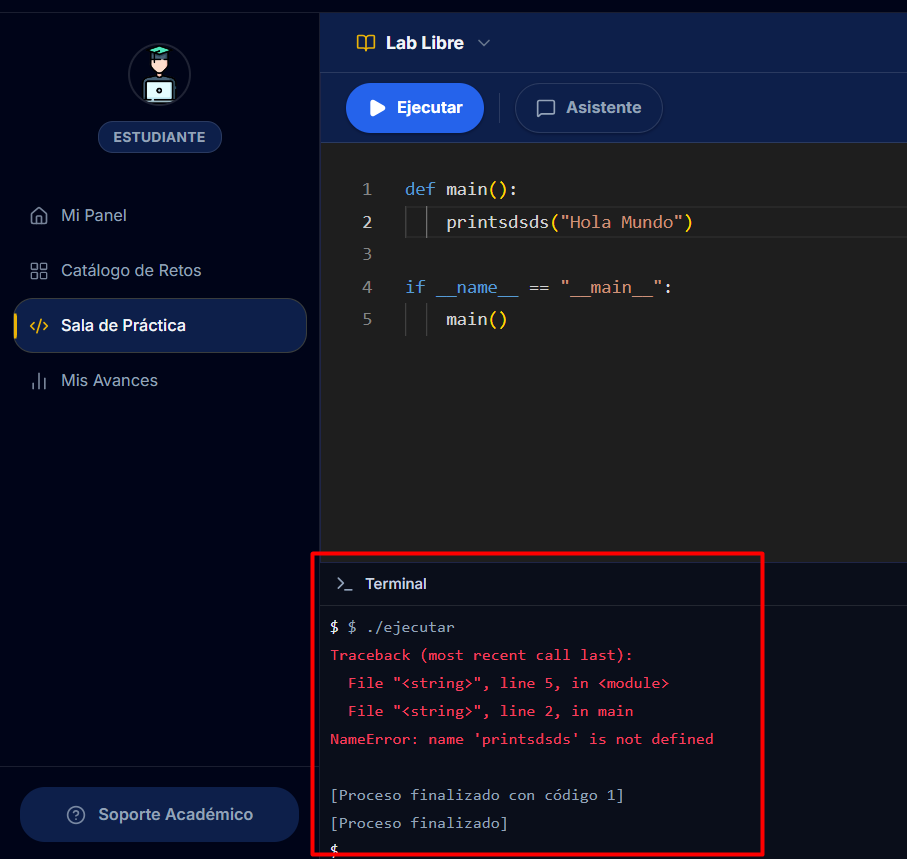 ESTUDIANTE
Mi Panel
Catálogo de Retos
</> Sala de Práctica
Mis Avances
? Soporte Académico
Lab Libre
Ejecutar
Asistente
1 def main():
2     printsdsds("Hola Mundo")
3
4 if __name__ == "__main__":
5     main()
>_ Terminal
$ $ ./ejecutar
Traceback (most recent call last):
  File "<string>", line 5, in <module>
  File "<string>", line 2, in main
NameError: name 'printsdsds' is not defined
[Proceso finalizado con código 1]
[Proceso finalizado]
$